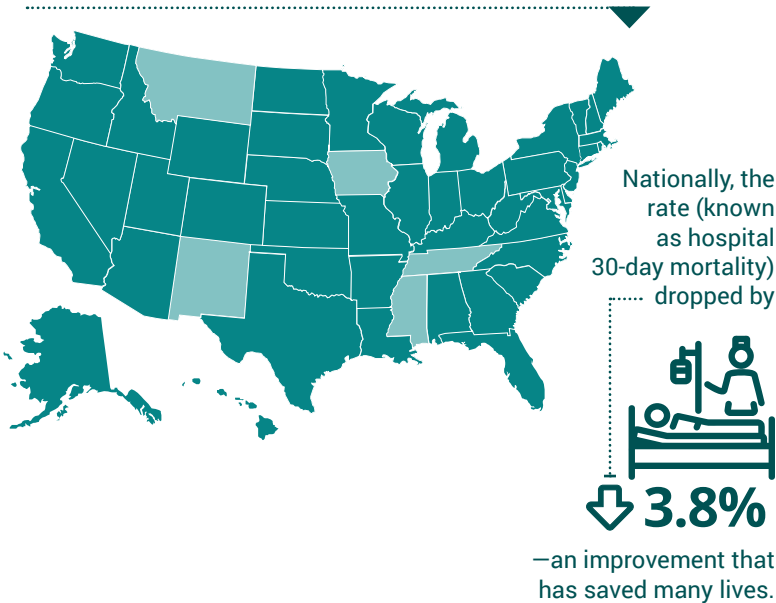 Nationally, the
rate (known
as hospital
30-day mortality)
dropped by
3.8%
—an improvement that
has saved many lives.